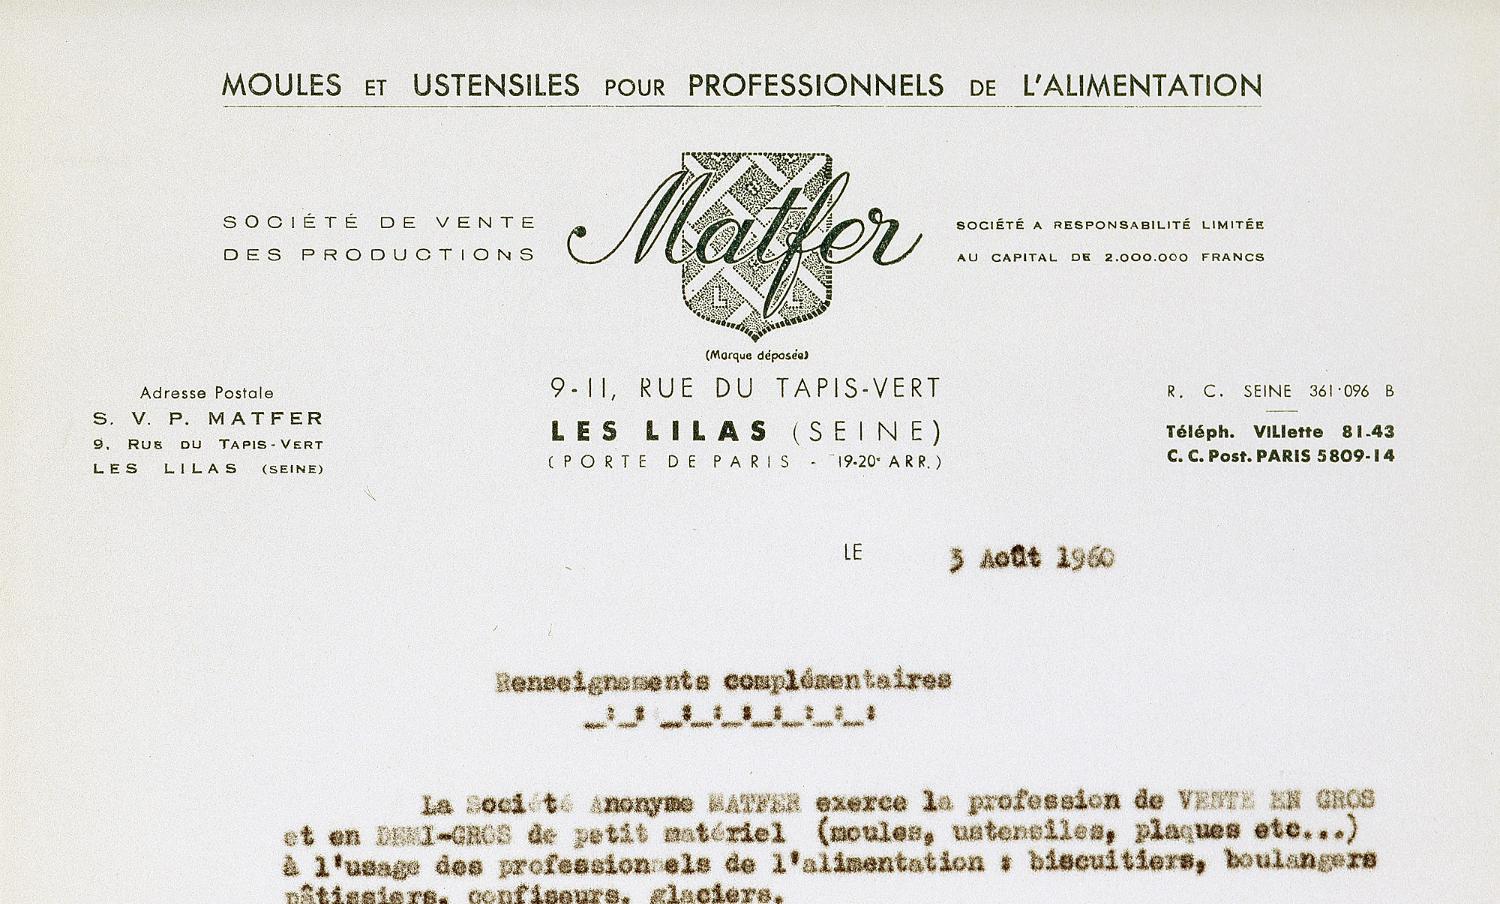 MOULES ET USTENSILES POUR PROFESSIONNELS DE L'ALIMENTATION
SOCIÉTÉ DE VENTE
DES PRODUCTIONS
Matfer
L L
SOCIÉTÉ A RESPONSABILITÉ LIMITÉE
AU CAPITAL DE 2.000.000 FRANCS
(Marque déposée)
Adresse Postale
S. V. P. MATFER
9, RUE DU TAPIS-VERT
LES LILAS (SEINE)
9-11, RUE DU TAPIS-VERT
LES LILAS (SEINE)
(PORTE DE PARIS - 19-20e ARR.)
R. C. SEINE 361·096 B
Téléph. VILlette 81-43
C. C. Post. PARIS 5809-14
LE 5 Août 1960
Renseignements complémentaires
_:_: _:_:_:_:_:_:_:
La Société Anonyme MATFER exerce la profession de VENTE EN GROS
et en DEMI-GROS de petit matériel (moules, ustensiles, plaques etc...)
à l'usage des professionnels de l'alimentation : biscuitiers, boulangers
pâtissiers, confiseurs, glaciers.